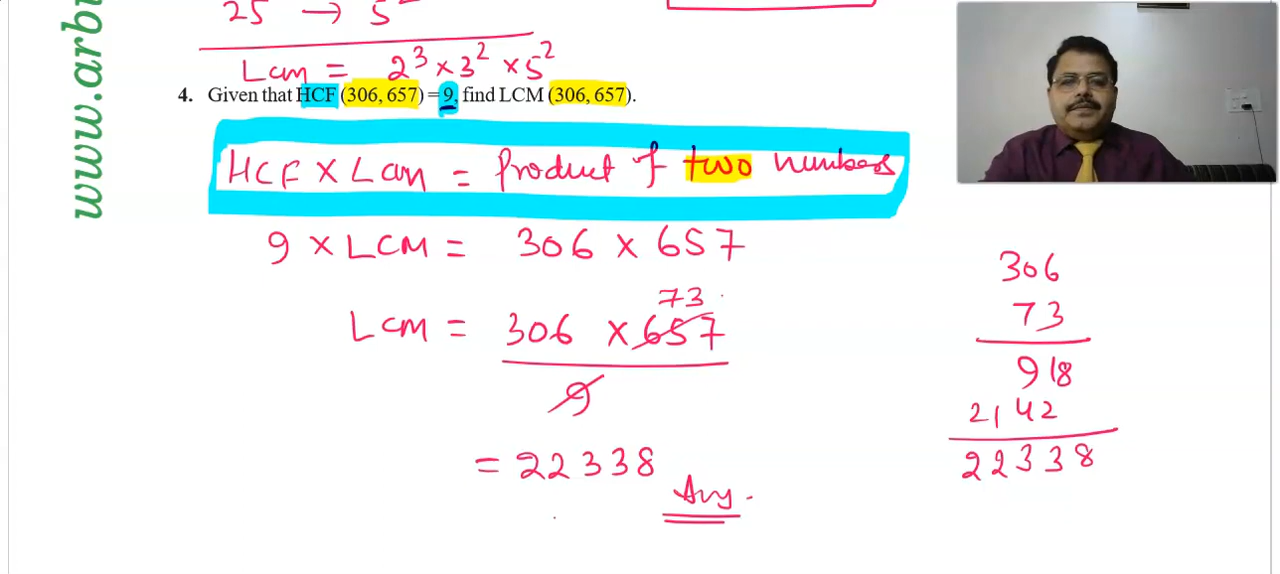 25 → 5²
Lcm = 2³ × 3² × 5²
4. Given that HCF (306, 657) = 9, find LCM (306, 657).
HCF × Lcm = Product of two numbers
9 × LCM = 306 × 657
73
LCM = 306 × 657
9
= 22338
Ans.
306
73
918
2142
22338
www.arb